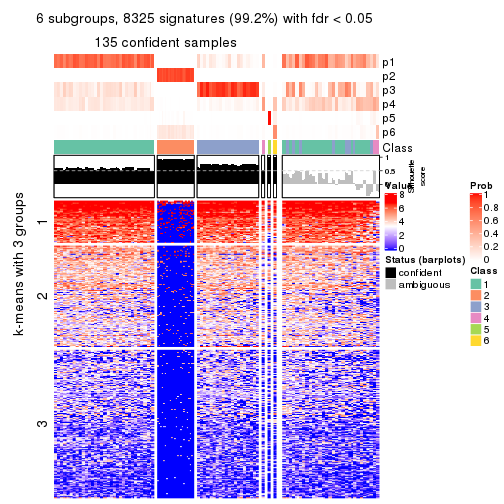 6 subgroups, 8325 signatures (99.2%) with fdr < 0.05
135 confident samples
p1
p2
p3
p4
p5
p6
Class
1
0.5
0
Silhouette
score
k-means with 3 groups
1
2
3
Value
8
6
4
2
0
Status (barplots)
confident
ambiguous
Prob
1
0.8
0.6
0.4
0.2
0
Class
1
2
3
4
5
6